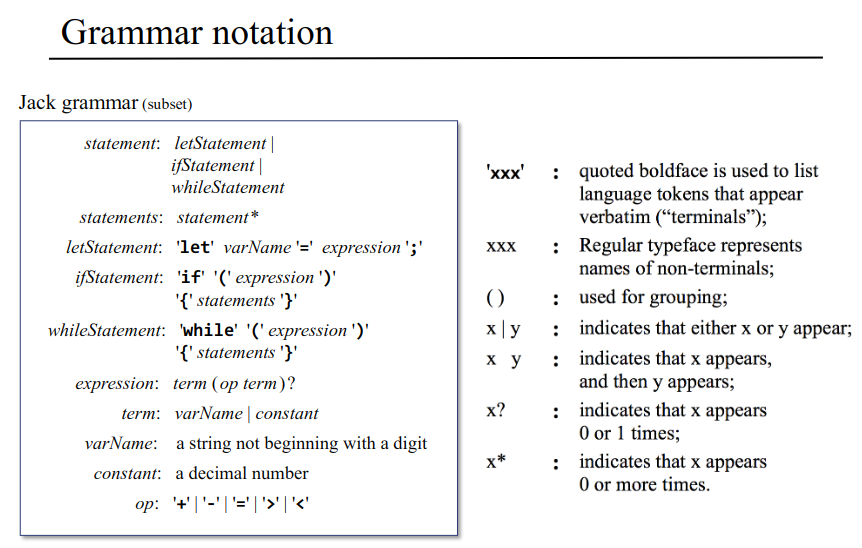 Grammar notation
Jack grammar (subset)
statement: letStatement |
ifStatement |
whileStatement
statements: statement*
letStatement: 'let' varName '=' expression ';'
ifStatement: 'if' '(' expression ')'
'{' statements '}'
whileStatement: 'while' '(' expression ')'
'{' statements '}'
expression: term (op term)?
term: varName | constant
varName: a string not beginning with a digit
constant: a decimal number
op: '+' | '-' | '=' | '>' | '<'
'xxx' : quoted boldface is used to list
language tokens that appear
verbatim (“terminals”);
xxx : Regular typeface represents
names of non-terminals;
( ) : used for grouping;
x | y : indicates that either x or y appear;
x y : indicates that x appears,
and then y appears;
x? : indicates that x appears
0 or 1 times;
x* : indicates that x appears
0 or more times.